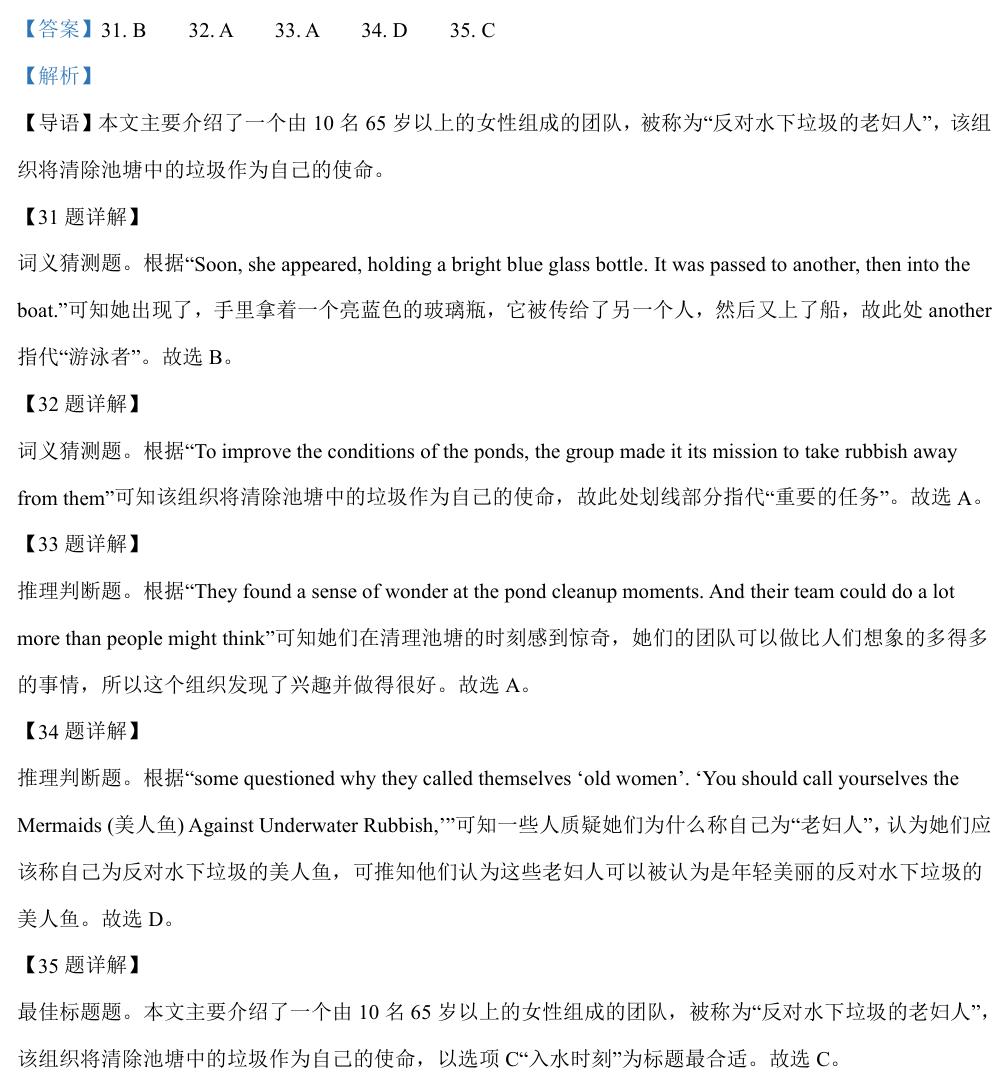 【答案】31. B 32. A 33. A 34. D 35. C
【解析】
【导语】本文主要介绍了一个由 10 名 65 岁以上的女性组成的团队，被称为“反对水下垃圾的老妇人”，该组
织将清除池塘中的垃圾作为自己的使命。
【31 题详解】
词义猜测题。根据“Soon, she appeared, holding a bright blue glass bottle. It was passed to another, then into the
boat.”可知她出现了，手里拿着一个亮蓝色的玻璃瓶，它被传给了另一个人，然后又上了船，故此处 another
指代“游泳者”。故选 B。
【32 题详解】
词义猜测题。根据“To improve the conditions of the ponds, the group made it its mission to take rubbish away
from them”可知该组织将清除池塘中的垃圾作为自己的使命，故此处划线部分指代“重要的任务”。故选 A。
【33 题详解】
推理判断题。根据“They found a sense of wonder at the pond cleanup moments. And their team could do a lot
more than people might think”可知她们在清理池塘的时刻感到惊奇，她们的团队可以做比人们想象的多得多
的事情，所以这个组织发现了兴趣并做得很好。故选 A。
【34 题详解】
推理判断题。根据“some questioned why they called themselves ‘old women’. ‘You should call yourselves the
Mermaids (美人鱼) Against Underwater Rubbish,’”可知一些人质疑她们为什么称自己为“老妇人”，认为她们应
该称自己为反对水下垃圾的美人鱼，可推知他们认为这些老妇人可以被认为是年轻美丽的反对水下垃圾的
美人鱼。故选 D。
【35 题详解】
最佳标题题。本文主要介绍了一个由 10 名 65 岁以上的女性组成的团队，被称为“反对水下垃圾的老妇人”，
该组织将清除池塘中的垃圾作为自己的使命，以选项 C“入水时刻”为标题最合适。故选 C。